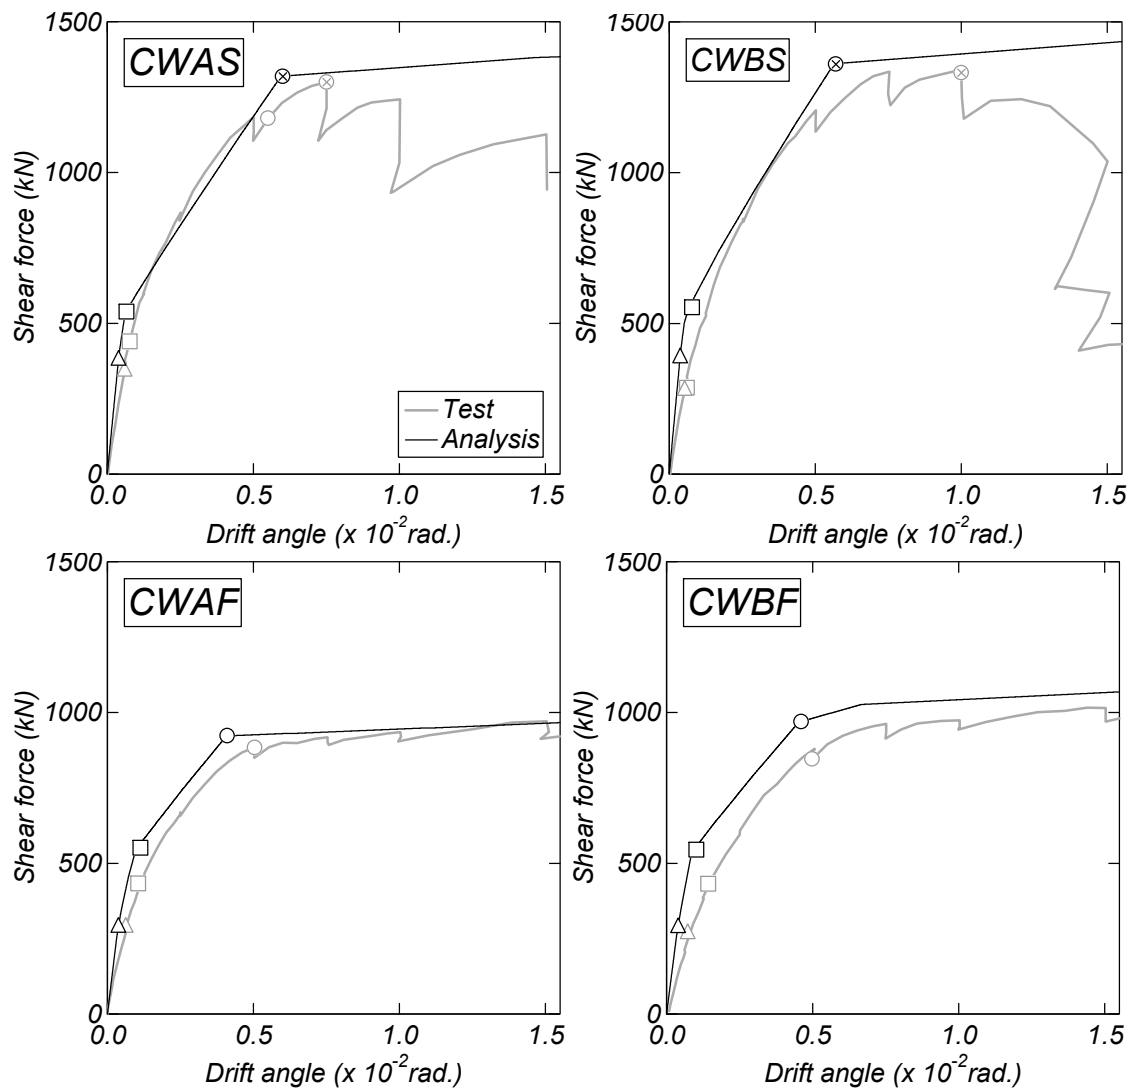 1500
CWAS
1000
500
0
Shear force (kN)
Test
Analysis
0.0 0.5 1.0 1.5
Drift angle (x 10-2rad.)
1500
CWBS
1000
500
0
Shear force (kN)
0.0 0.5 1.0 1.5
Drift angle (x 10-2rad.)
1500
CWAF
1000
500
0
Shear force (kN)
0.0 0.5 1.0 1.5
Drift angle (x 10-2rad.)
1500
CWBF
1000
500
0
Shear force (kN)
0.0 0.5 1.0 1.5
Drift angle (x 10-2rad.)